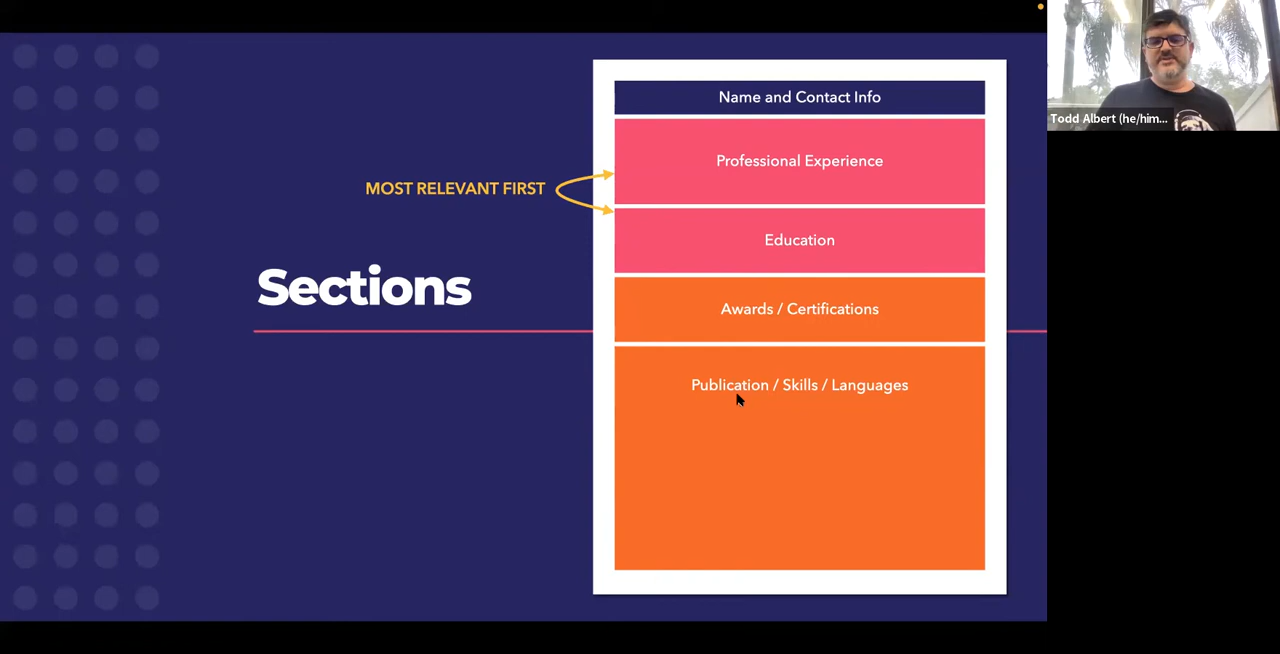 Name and Contact Info
Todd Albert (he/him...
Professional Experience
MOST RELEVANT FIRST
Education
Sections
Awards / Certifications
Publication / Skills / Languages